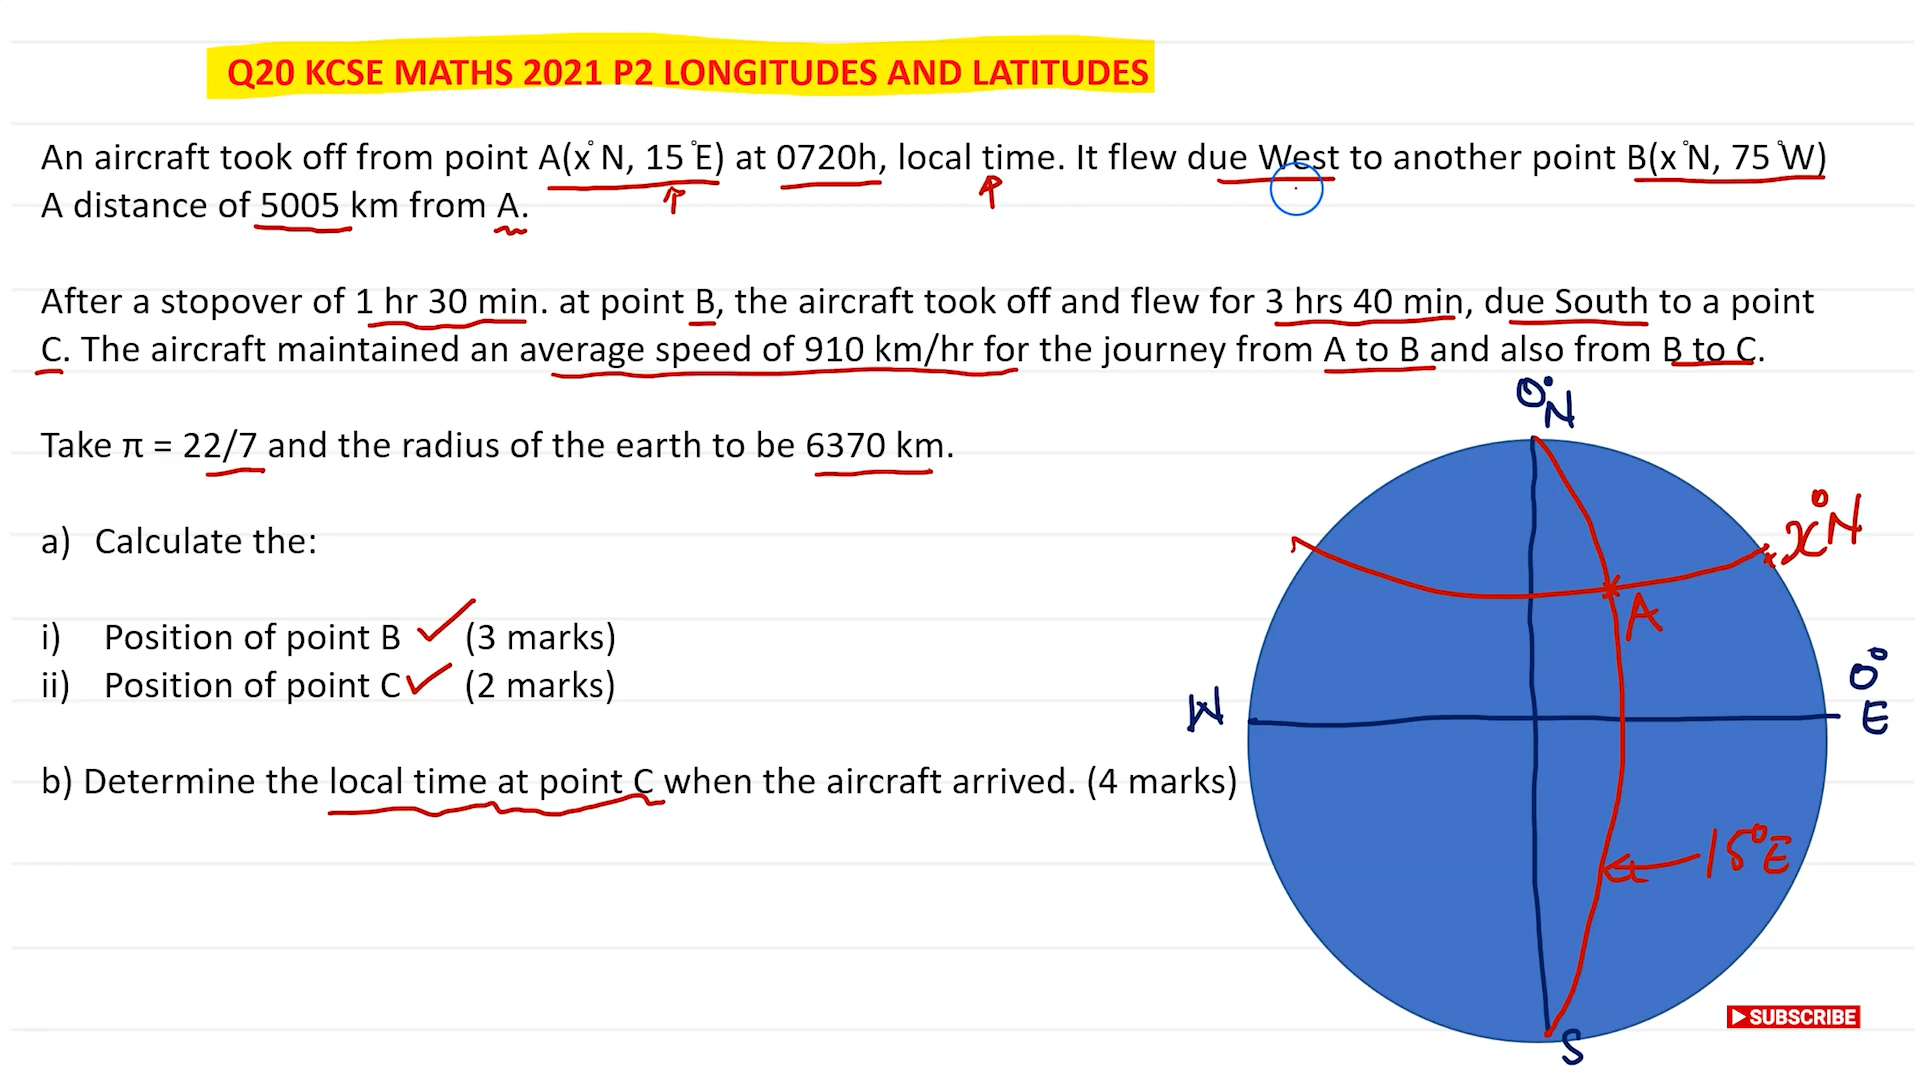 Q20 KCSE MATHS 2021 P2 LONGITUDES AND LATITUDES
An aircraft took off from point A(x°N, 15°E) at 0720h, local time. It flew due West to another point B(x°N, 75°W)
A distance of 5005 km from A.
After a stopover of 1 hr 30 min. at point B, the aircraft took off and flew for 3 hrs 40 min, due South to a point
C. The aircraft maintained an average speed of 910 km/hr for the journey from A to B and also from B to C.
Take π = 22/7 and the radius of the earth to be 6370 km.
a) Calculate the:
i) Position of point B (3 marks)
ii) Position of point C (2 marks)
b) Determine the local time at point C when the aircraft arrived. (4 marks)
0°
N
x°N
A
W
0°
E
15°E
S
SUBSCRIBE